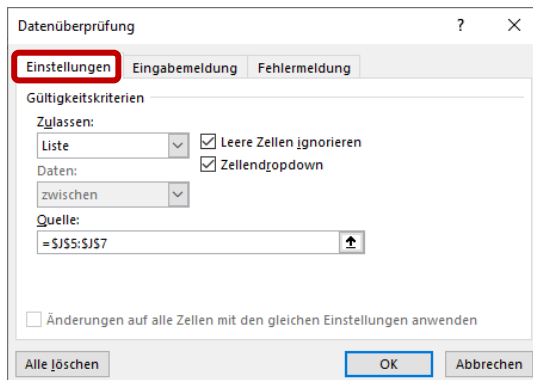 Datenüberprüfung ? ×
Einstellungen Eingabemeldung Fehlermeldung
Gültigkeitskriterien
Zulassen:
Liste Leere Zellen ignorieren
Daten: Zellendropdown
zwischen
Quelle:
=$J$5:$J$7
Änderungen auf alle Zellen mit den gleichen Einstellungen anwenden
Alle löschen OK Abbrechen